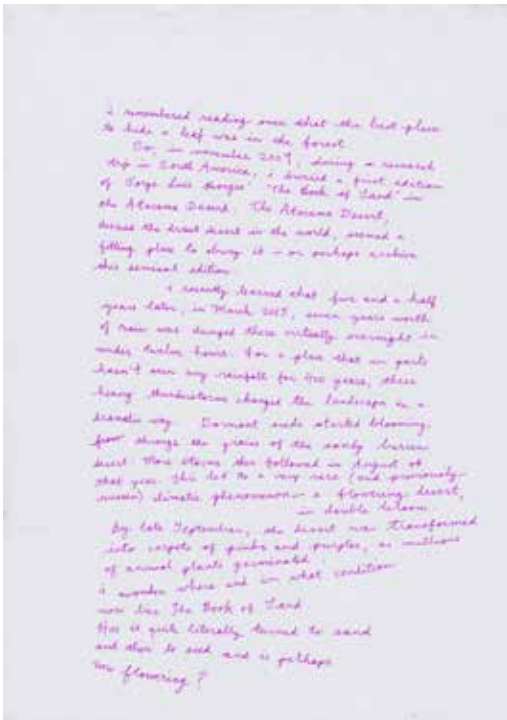 i remembered reading once that the best place
to hide a leaf was in the forest
So, in november 2009, during a research
trip in South America, i buried a first edition
of Jorge Luis Borges' "The Book of Sand" in
the Atacama Desert. The Atacama Desert,
the driest desert in the world, seemed a
fitting place to bury it – or perhaps archive
this seminal edition
i recently learned that five and a half
years later, in March 2015, seven years worth
of rain was dumped there virtually overnight in
under twelve hours. For a place that in parts
hasn't seen any rainfall for 400 years, these
heavy thunderstorms changed the landscape in a
dramatic way. Dormant seeds started blooming
from the grains of the sandy barren
desert. More storms then followed in August of
that year. This led to a very rare (and previously
unseen) climatic phenomenon – a flowering desert,
in double bloom
By late September, the desert was transformed
into carpets of pinks and purples, as millions
of annual plants germinated
i wonder where and in what condition
now lies The Book of Sand
Has it quite literally turned to sand
and then to seed and is perhaps
now flowering?